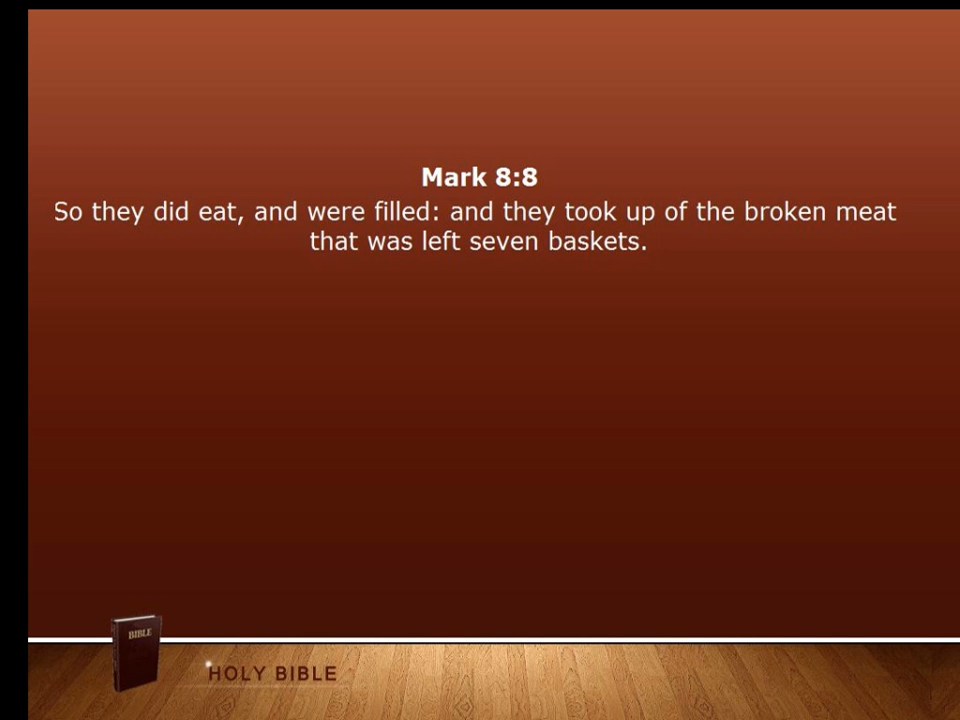 Mark 8:8
So they did eat, and were filled: and they took up of the broken meat
that was left seven baskets.
BIBLE
HOLY BIBLE